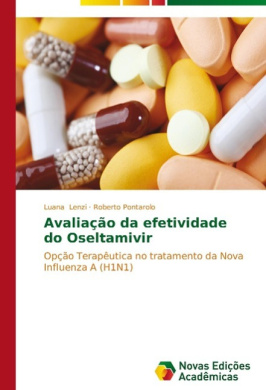 Luana Lenzi · Roberto Pontarolo
Avaliação da efetividade
do Oseltamivir
Opção Terapêutica no tratamento da Nova
Influenza A (H1N1)
Novas Edições
Acadêmicas